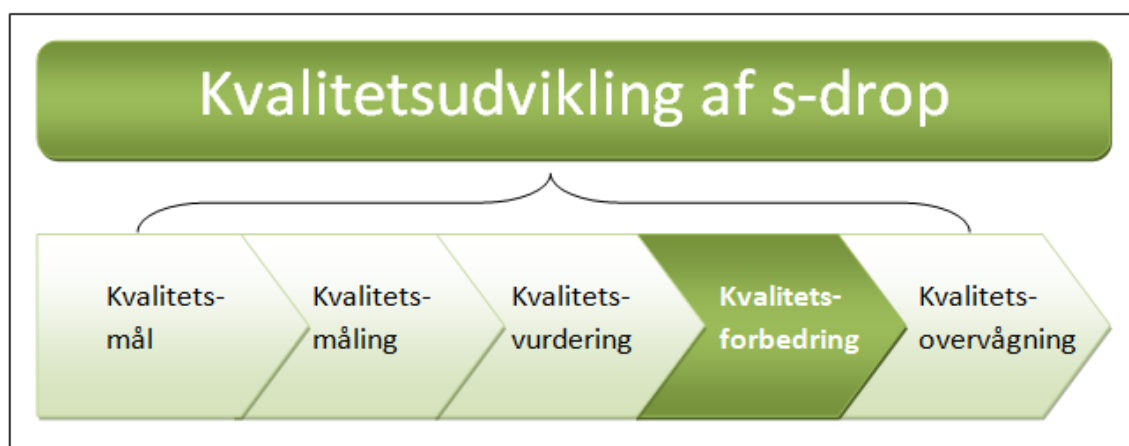 Kvalitetsudvikling af s-drop
Kvalitets-
mål
Kvalitets-
måling
Kvalitets-
vurdering
Kvalitets-
forbedring
Kvalitets-
overvågning